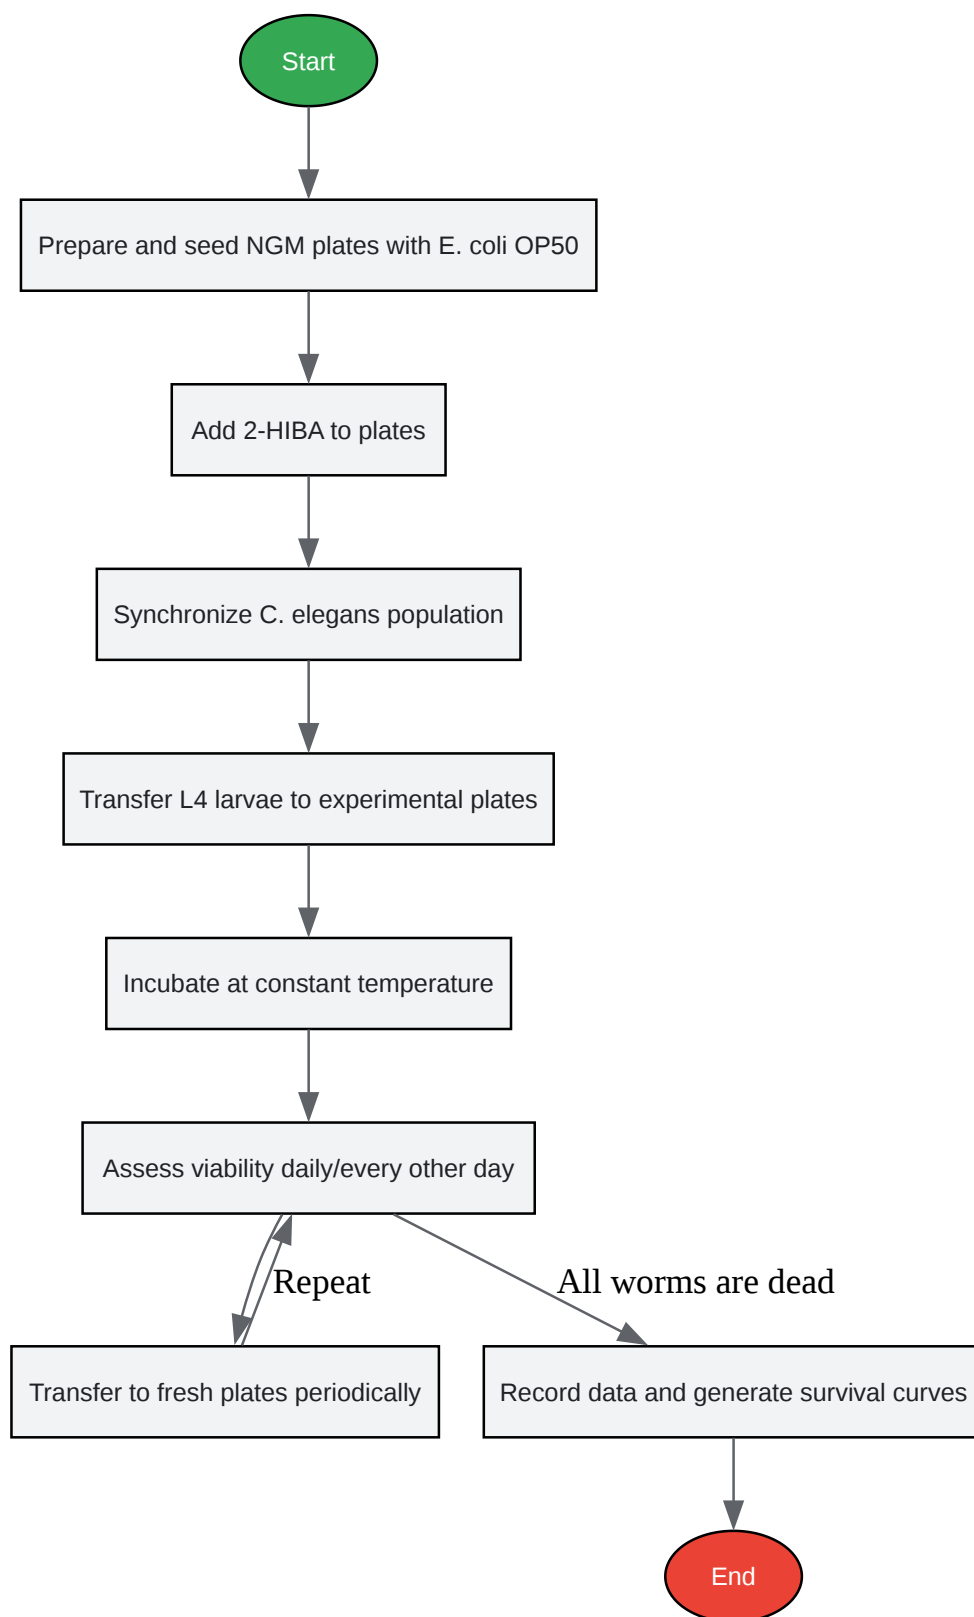 Start
Prepare and seed NGM plates with E. coli OP50
Add 2-HIBA to plates
Synchronize C. elegans population
Transfer L4 larvae to experimental plates
Incubate at constant temperature
Assess viability daily/every other day
Repeat
All worms are dead
Transfer to fresh plates periodically
Record data and generate survival curves
End